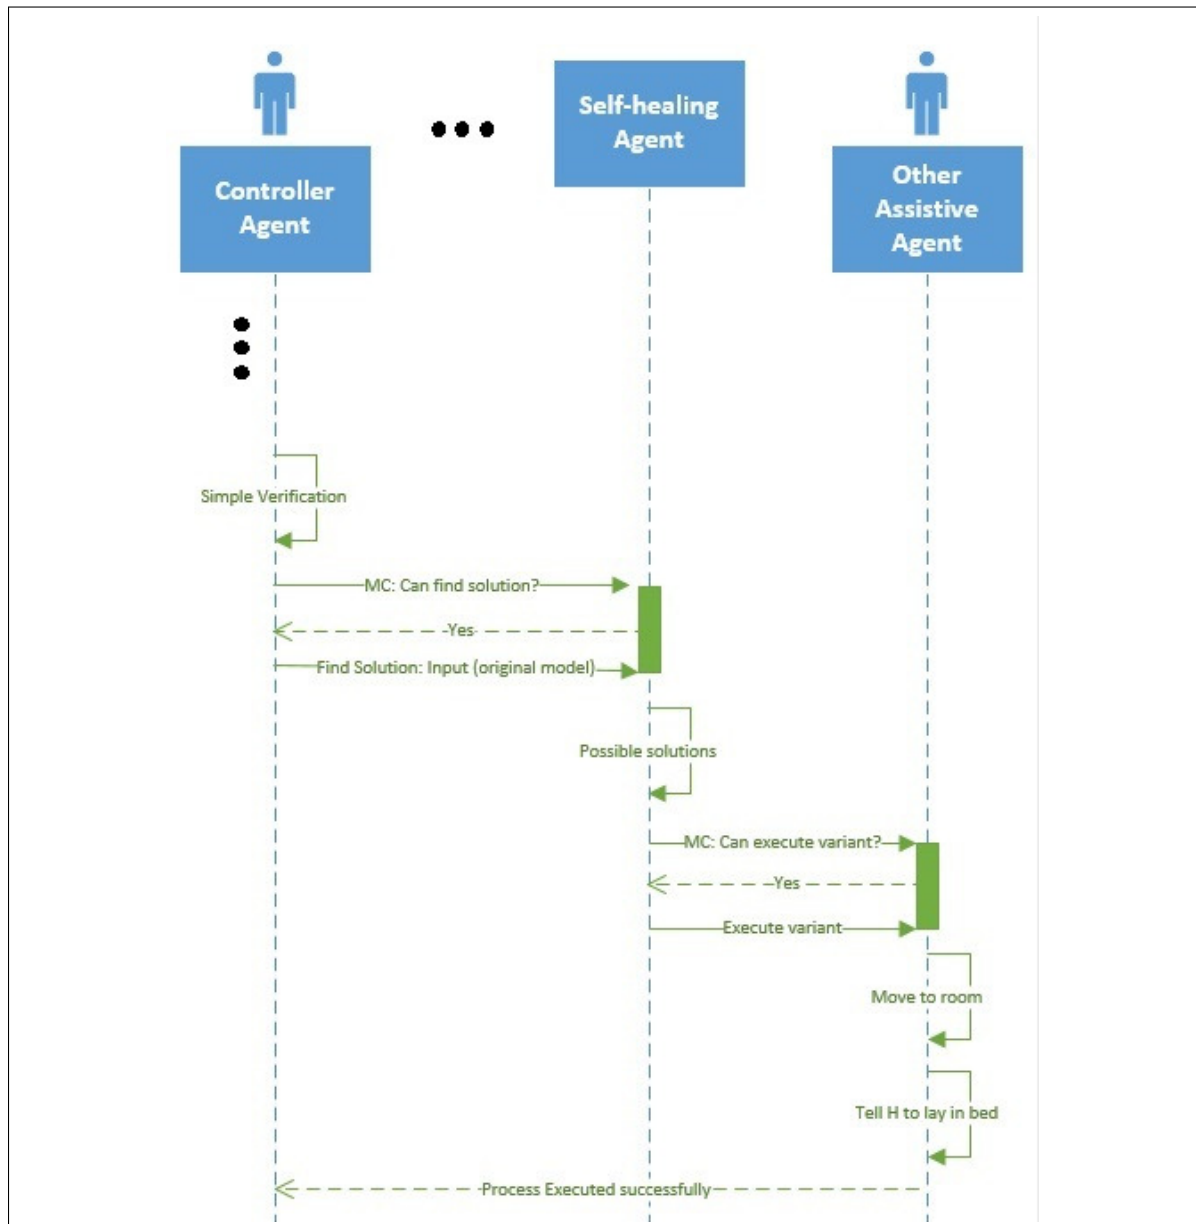 Self-healing
Agent
Controller
Agent
Other
Assistive
Agent
Simple Verification
MC: Can find solution?
Yes
Find Solution: Input (original model)
Possible solutions
MC: Can execute variant?
Yes
Execute variant
Move to room
Tell H to lay in bed
Process Executed successfully